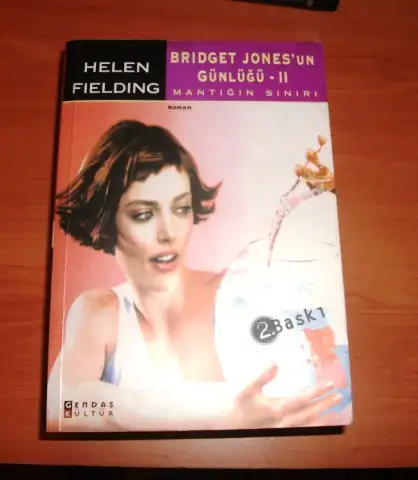 HELEN
FIELDING
BRIDGET JONES'UN
GÜNLÜĞÜ - II
MANTIĞIN SINIRI
ROMAN
2.Baskı
GENDAŞ
KÜLTÜR